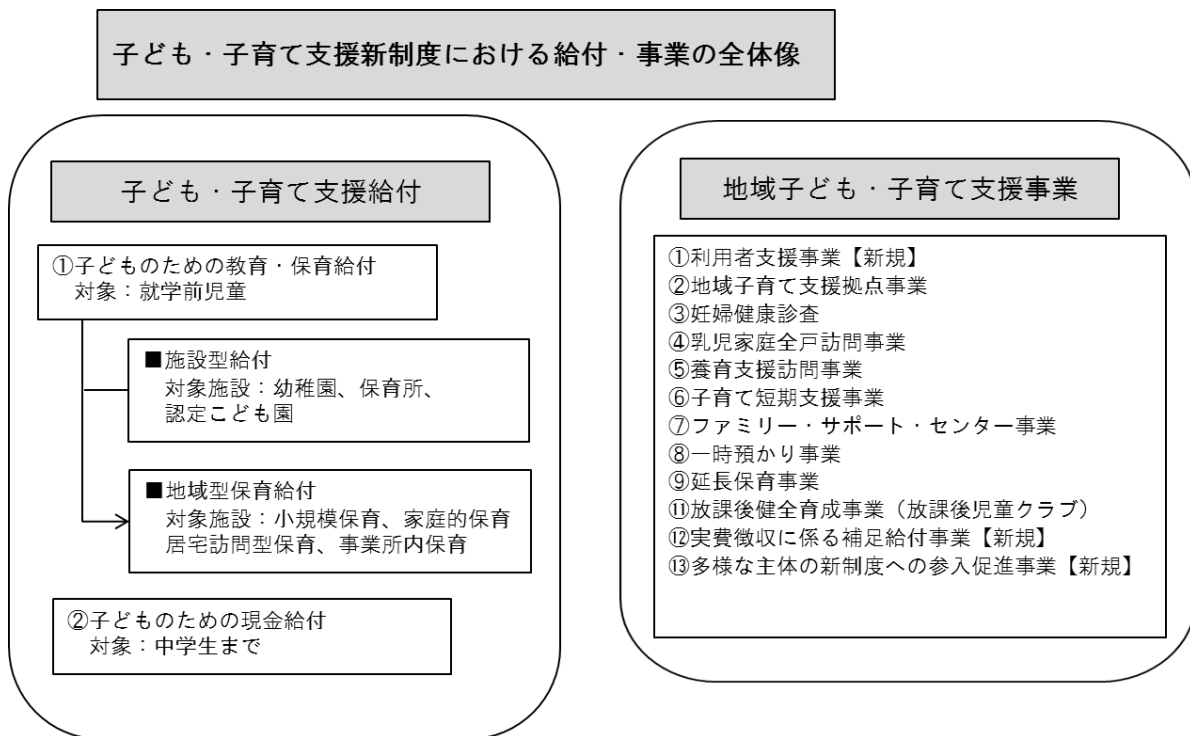 子ども・子育て支援新制度における給付・事業の全体像
子ども・子育て支援給付
①子どものための教育・保育給付
対象：就学前児童
■施設型給付
対象施設：幼稚園、保育所、
認定こども園
■地域型保育給付
対象施設：小規模保育、家庭的保育
居宅訪問型保育、事業所内保育
②子どものための現金給付
対象：中学生まで
地域子ども・子育て支援事業
①利用者支援事業【新規】
②地域子育て支援拠点事業
③妊婦健康診査
④乳児家庭全戸訪問事業
⑤養育支援訪問事業
⑥子育て短期支援事業
⑦ファミリー・サポート・センター事業
⑧一時預かり事業
⑨延長保育事業
⑪放課後健全育成事業（放課後児童クラブ）
⑫実費徴収に係る補足給付事業【新規】
⑬多様な主体の新制度への参入促進事業【新規】